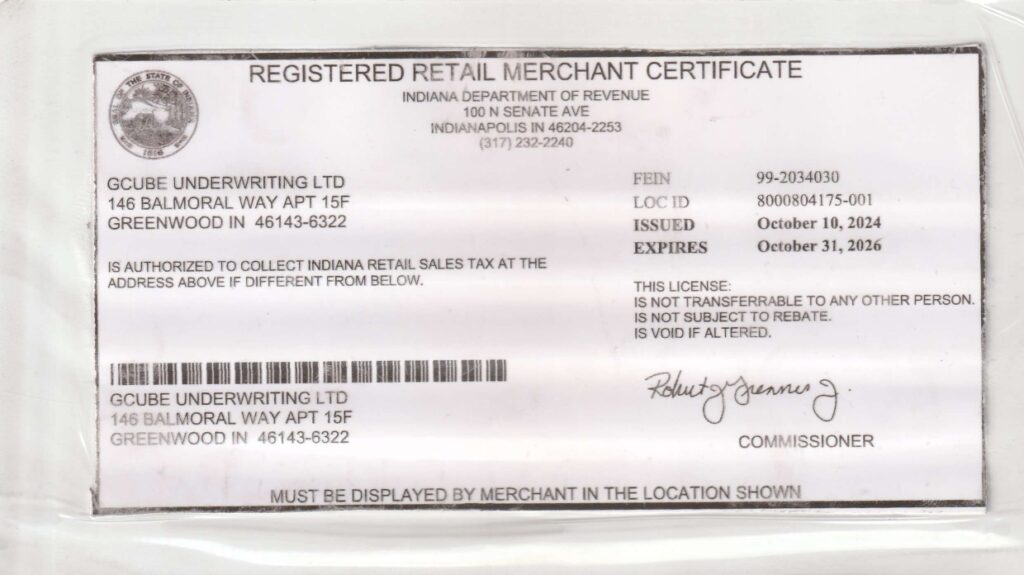 REGISTERED RETAIL MERCHANT CERTIFICATE
INDIANA DEPARTMENT OF REVENUE
100 N SENATE AVE
INDIANAPOLIS IN 46204-2253
(317) 232-2240
THE STATE OF
1816
GCUBE UNDERWRITING LTD
146 BALMORAL WAY APT 15F
GREENWOOD IN 46143-6322
FEIN 99-2034030
LOC ID 8000804175-001
ISSUED October 10, 2024
EXPIRES October 31, 2026
IS AUTHORIZED TO COLLECT INDIANA RETAIL SALES TAX AT THE
ADDRESS ABOVE IF DIFFERENT FROM BELOW.
THIS LICENSE:
IS NOT TRANSFERRABLE TO ANY OTHER PERSON.
IS NOT SUBJECT TO REBATE.
IS VOID IF ALTERED.
GCUBE UNDERWRITING LTD
146 BALMORAL WAY APT 15F
GREENWOOD IN 46143-6322
COMMISSIONER
MUST BE DISPLAYED BY MERCHANT IN THE LOCATION SHOWN